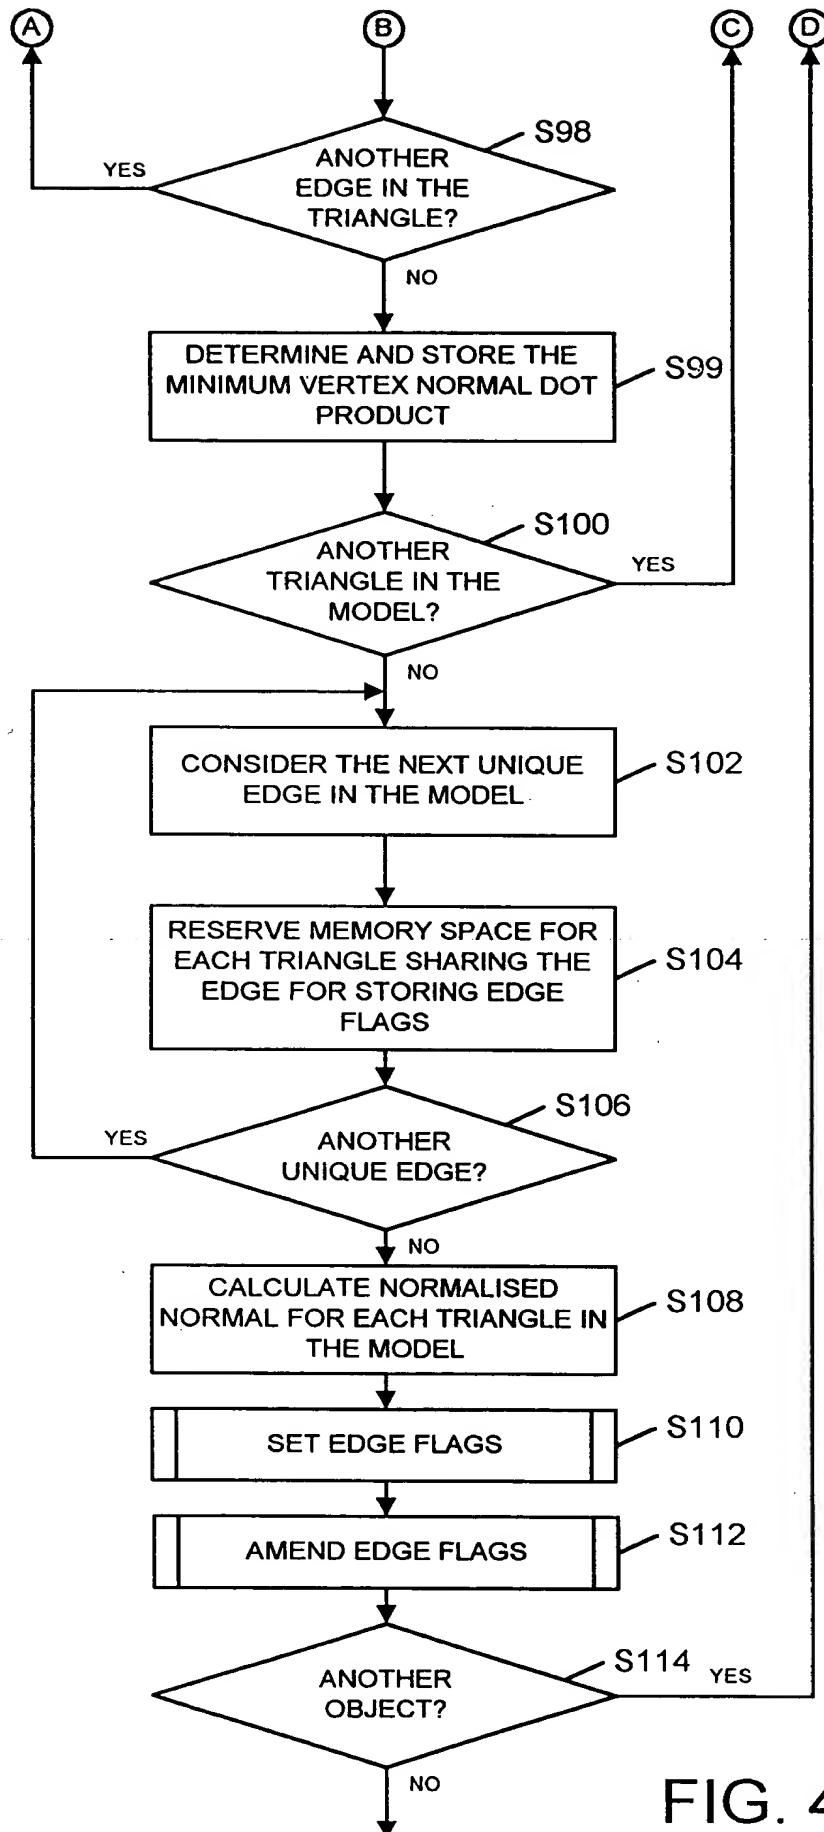 A
B
C
D
S98
YES
ANOTHER
EDGE IN THE
TRIANGLE?
NO
DETERMINE AND STORE THE
MINIMUM VERTEX NORMAL DOT
PRODUCT
S99
S100
ANOTHER
TRIANGLE IN THE
MODEL?
YES
NO
CONSIDER THE NEXT UNIQUE
EDGE IN THE MODEL
S102
RESERVE MEMORY SPACE FOR
EACH TRIANGLE SHARING THE
EDGE FOR STORING EDGE
FLAGS
S104
S106
YES
ANOTHER
UNIQUE EDGE?
NO
CALCULATE NORMALISED
NORMAL FOR EACH TRIANGLE IN
THE MODEL
S108
SET EDGE FLAGS
S110
AMEND EDGE FLAGS
S112
S114
ANOTHER
OBJECT?
YES
NO
FIG. 4